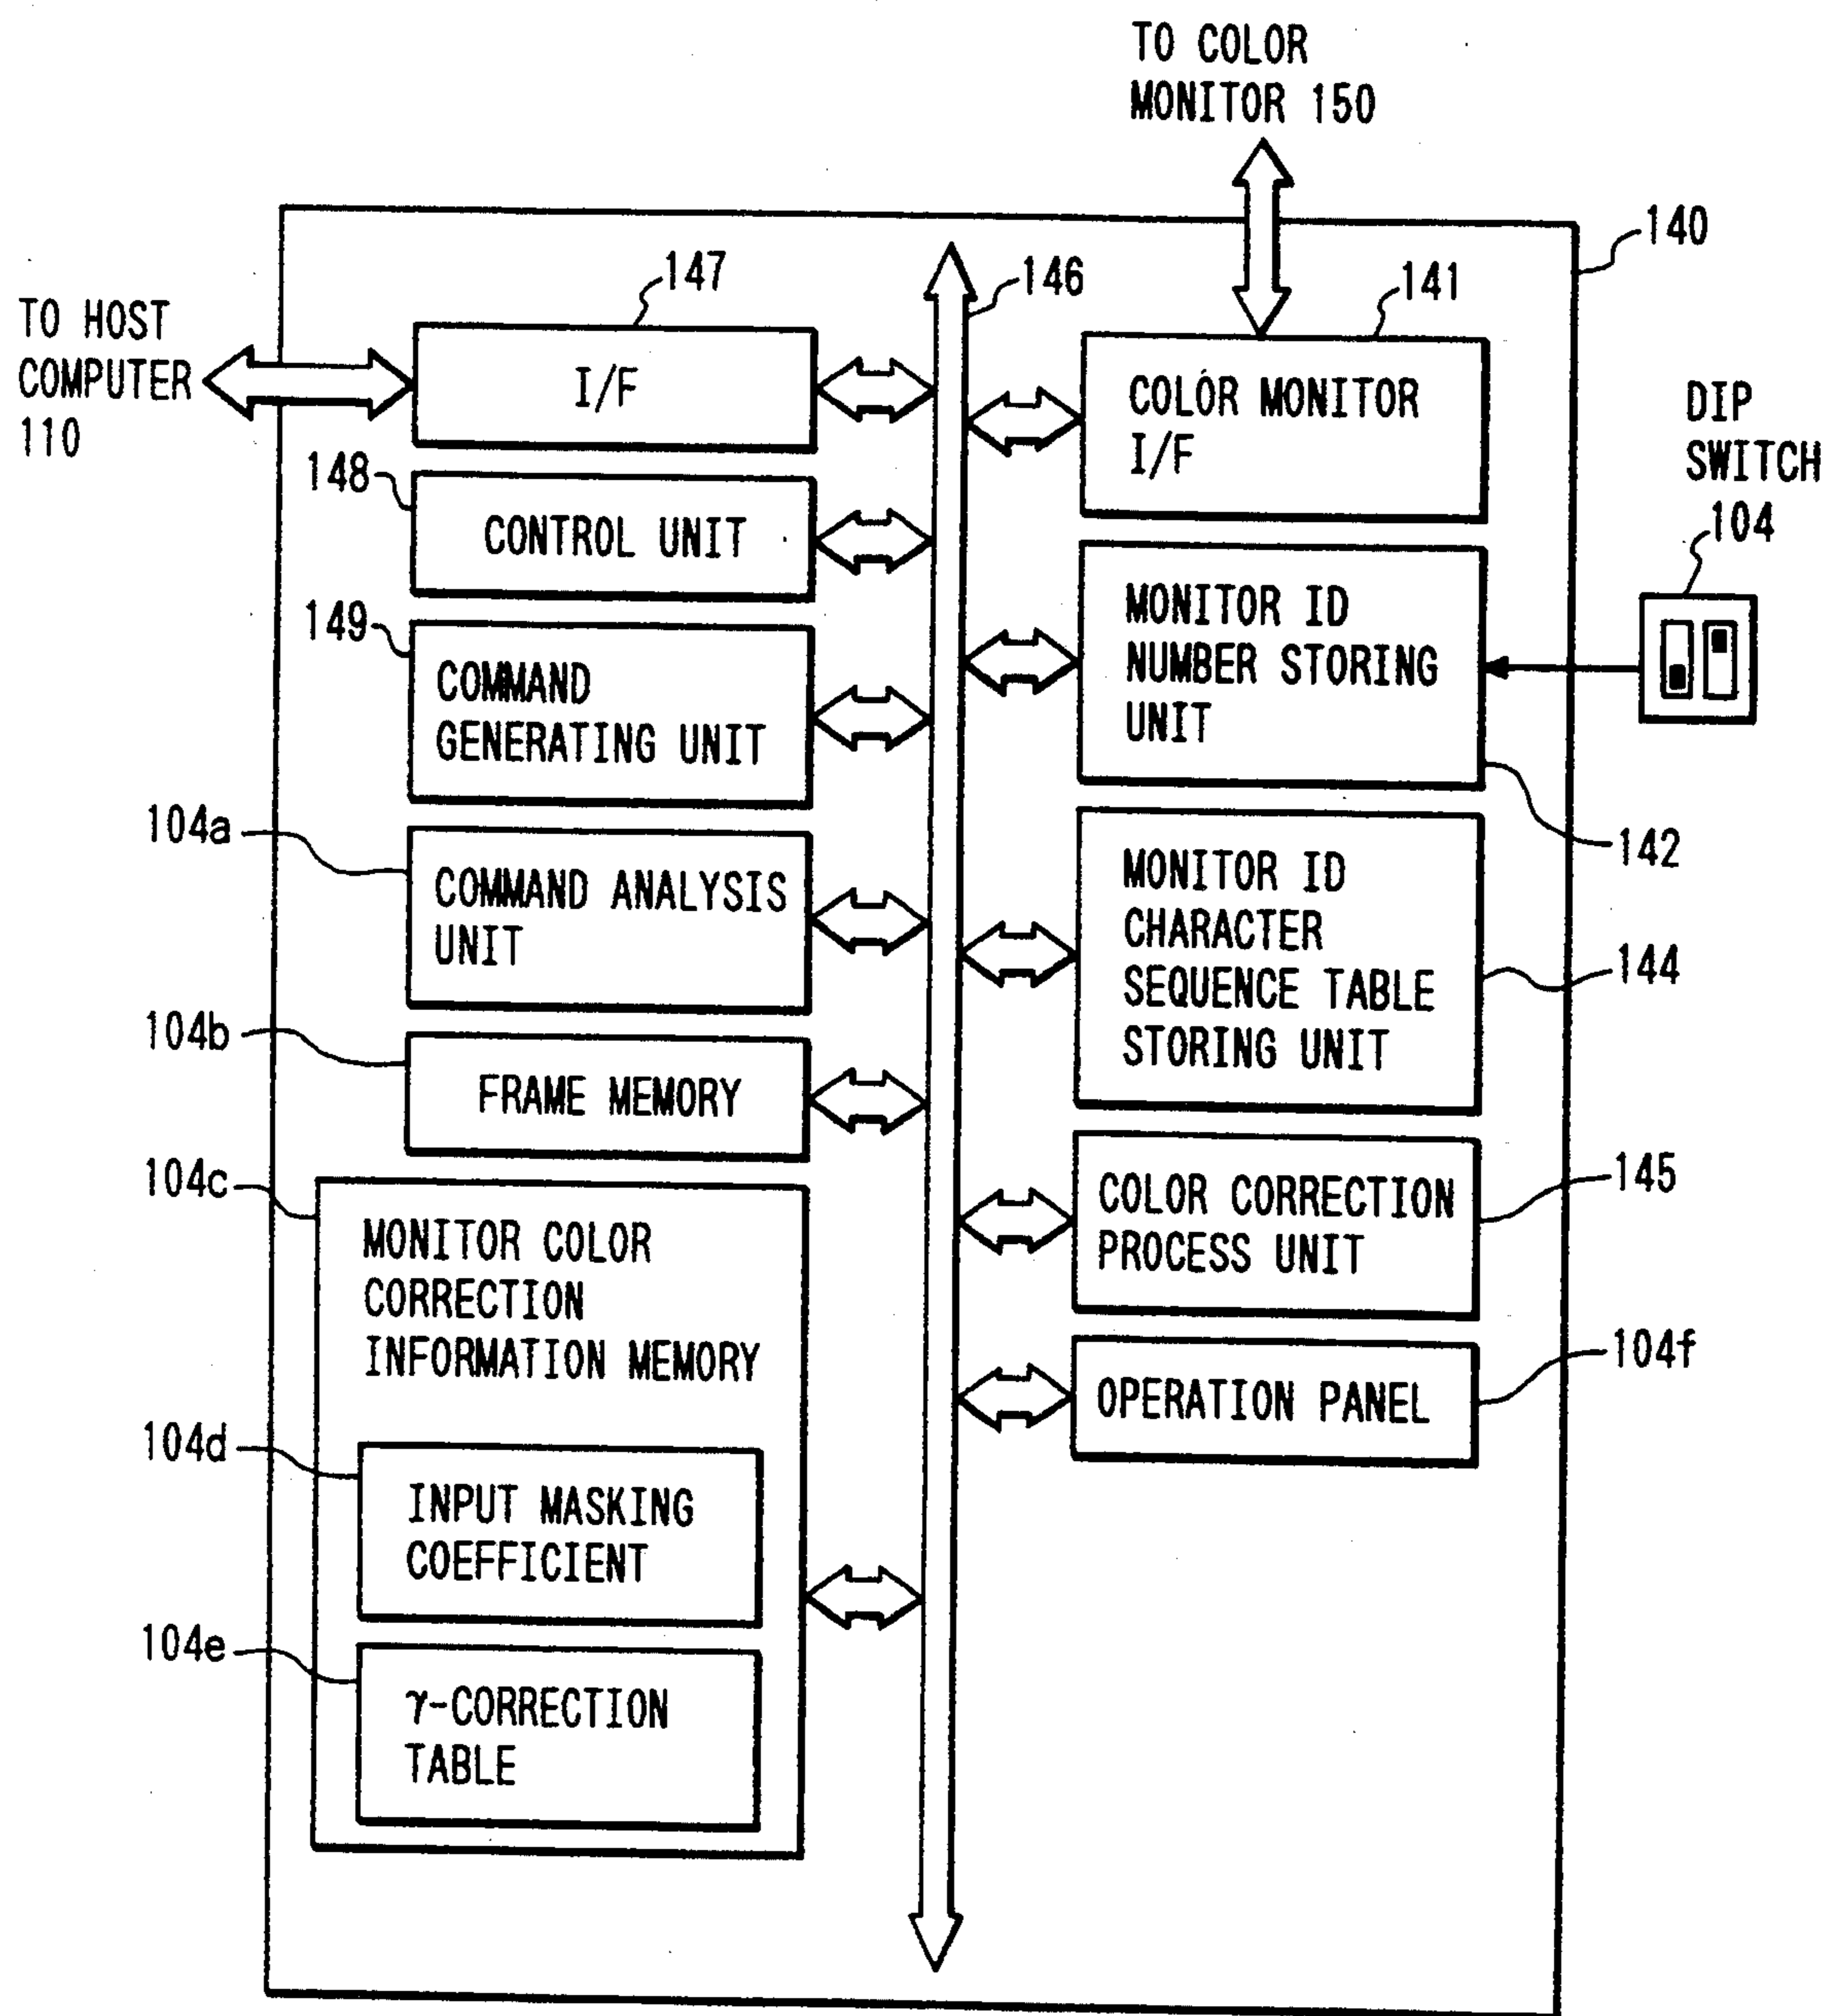 TO COLOR
MONITOR 150
140
147
146
141
TO HOST
COMPUTER
110
I/F
COLOR MONITOR
I/F
DIP
SWITCH
104
148
CONTROL UNIT
149
COMMAND
GENERATING UNIT
MONITOR ID
NUMBER STORING
UNIT
142
104a
COMMAND ANALYSIS
UNIT
MONITOR ID
CHARACTER
SEQUENCE TABLE
STORING UNIT
144
104b
FRAME MEMORY
104c
MONITOR COLOR
CORRECTION
INFORMATION MEMORY
COLOR CORRECTION
PROCESS UNIT
145
OPERATION PANEL
104f
104d
INPUT MASKING
COEFFICIENT
104e
γ-CORRECTION
TABLE